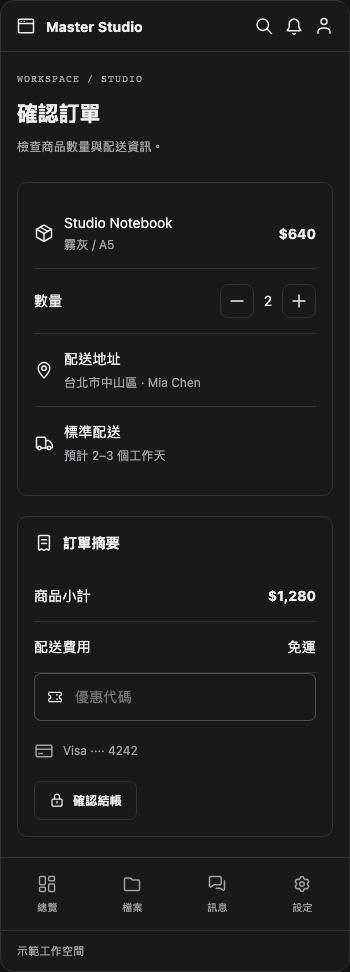 Master Studio
WORKSPACE / STUDIO
確認訂單
檢查商品數量與配送資訊。
Studio Notebook
$640
霧灰 / A5
數量
2
配送地址
台北市中山區 · Mia Chen
標準配送
預計 2–3 個工作天
訂單摘要
商品小計
$1,280
配送費用
免運
優惠代碼
Visa ···· 4242
確認結帳
總覽
檔案
訊息
設定
示範工作空間